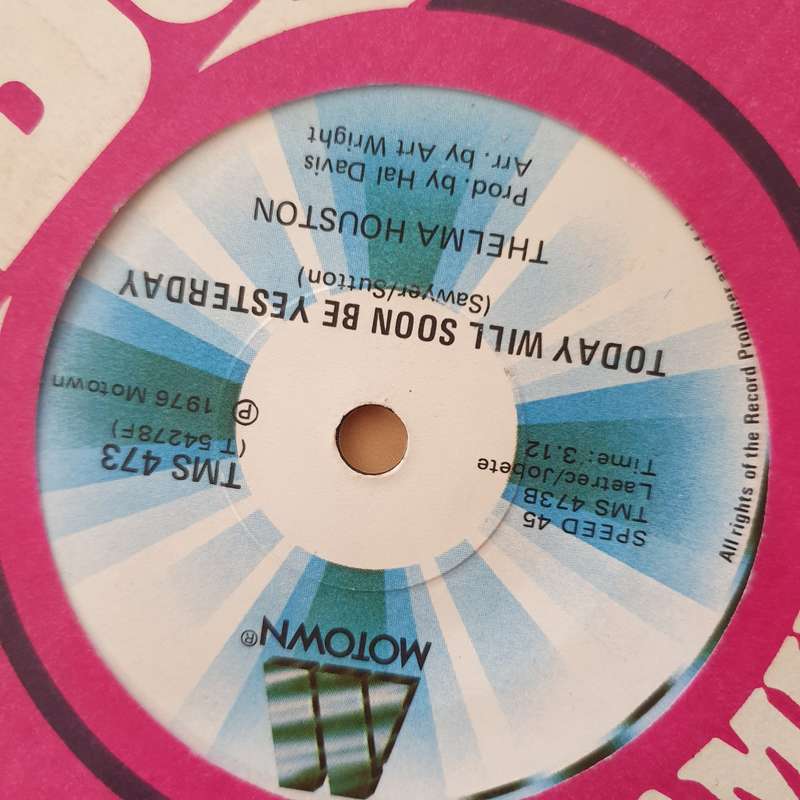 MOTOWN®
SPEED 45
TMS 473B
Laetrec/Jobete
Time: 3.12
TMS 473
(T 54278F)
Ⓟ 1976 Motown
TODAY WILL SOON BE YESTERDAY
(Sawyer/Sutton)
THELMA HOUSTON
Prod. by Hal Davis
Arr. by Art Wright
All rights of the Record Producer and